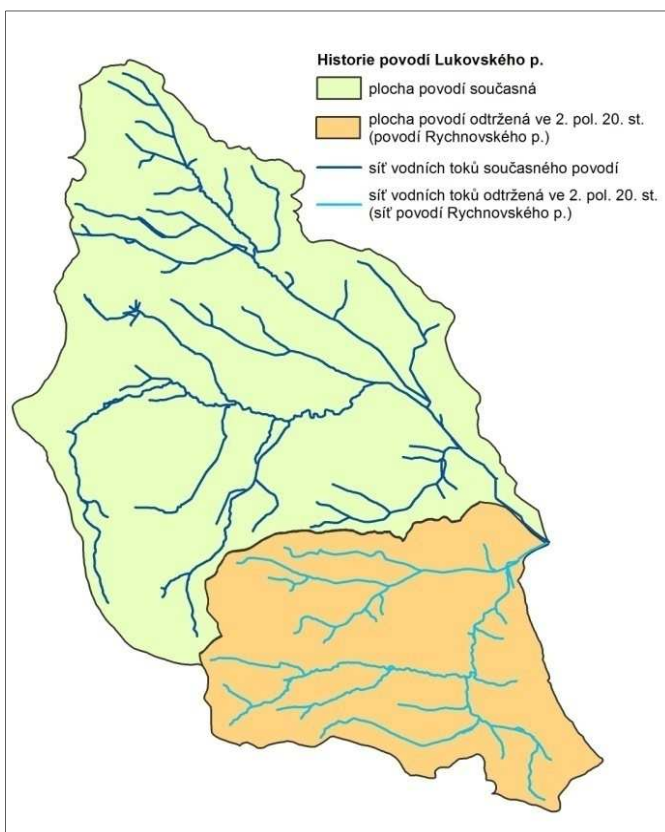 Historie povodí Lukovského p.
plocha povodí současná
plocha povodí odtržená ve 2. pol. 20. st.
(povodí Rychnovského p.)
síť vodních toků současného povodí
síť vodních toků odtržená ve 2. pol. 20. st.
(síť povodí Rychnovského p.)